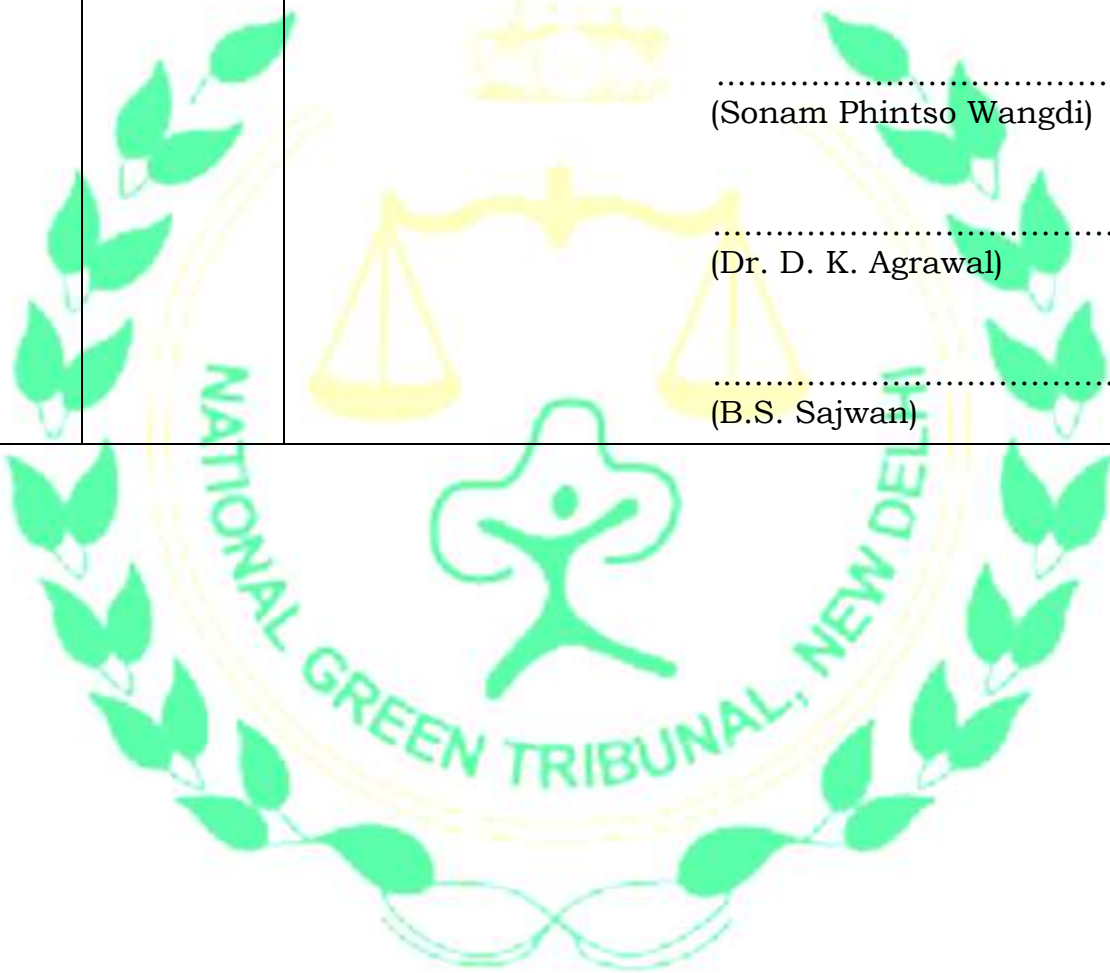 .....................................
(Sonam Phintso Wangdi)
.....................................
(Dr. D. K. Agrawal)
.....................................
(B.S. Sajwan)
NATIONAL GREEN TRIBUNAL, NEW DELHI